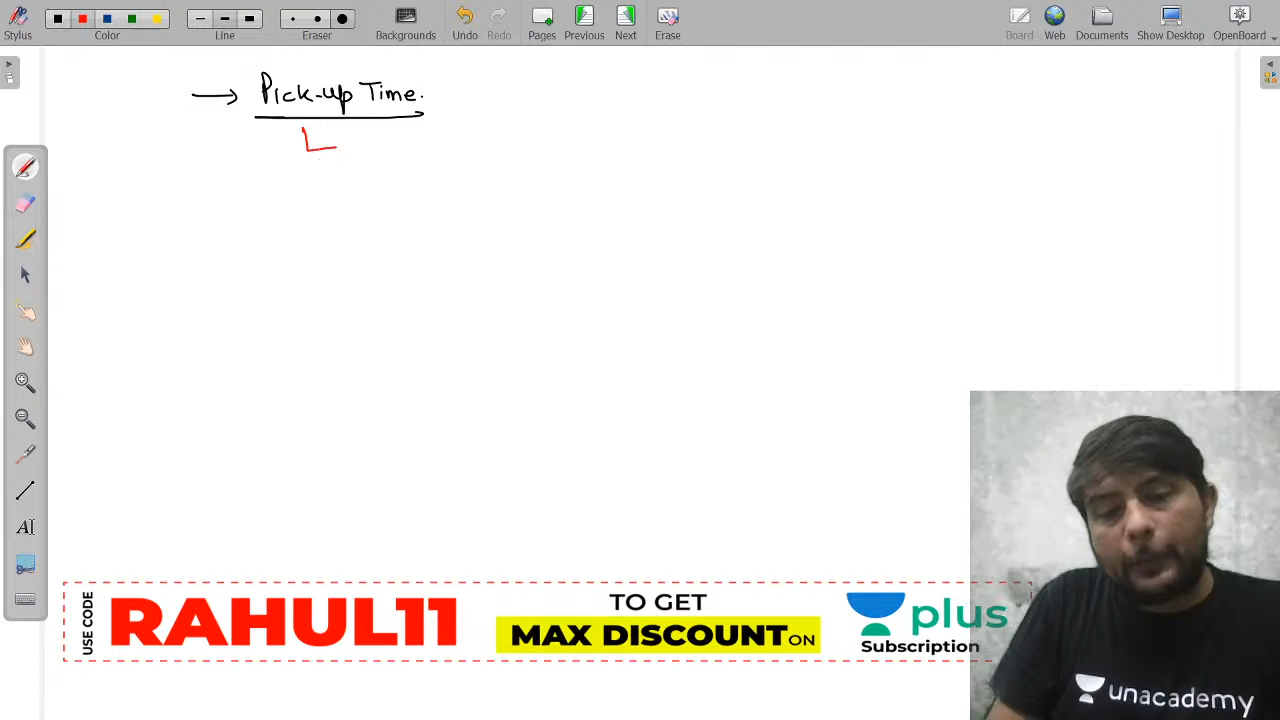 Stylus
Color
Line
Eraser
Backgrounds
Undo
Redo
Pages
Previous
Next
Erase
Board
Web
Documents
Show Desktop
OpenBoard
→ Pick-up Time.
L
AI
USE CODE
RAHUL11
TO GET
MAX DISCOUNT ON
plus
Subscription
unacademy